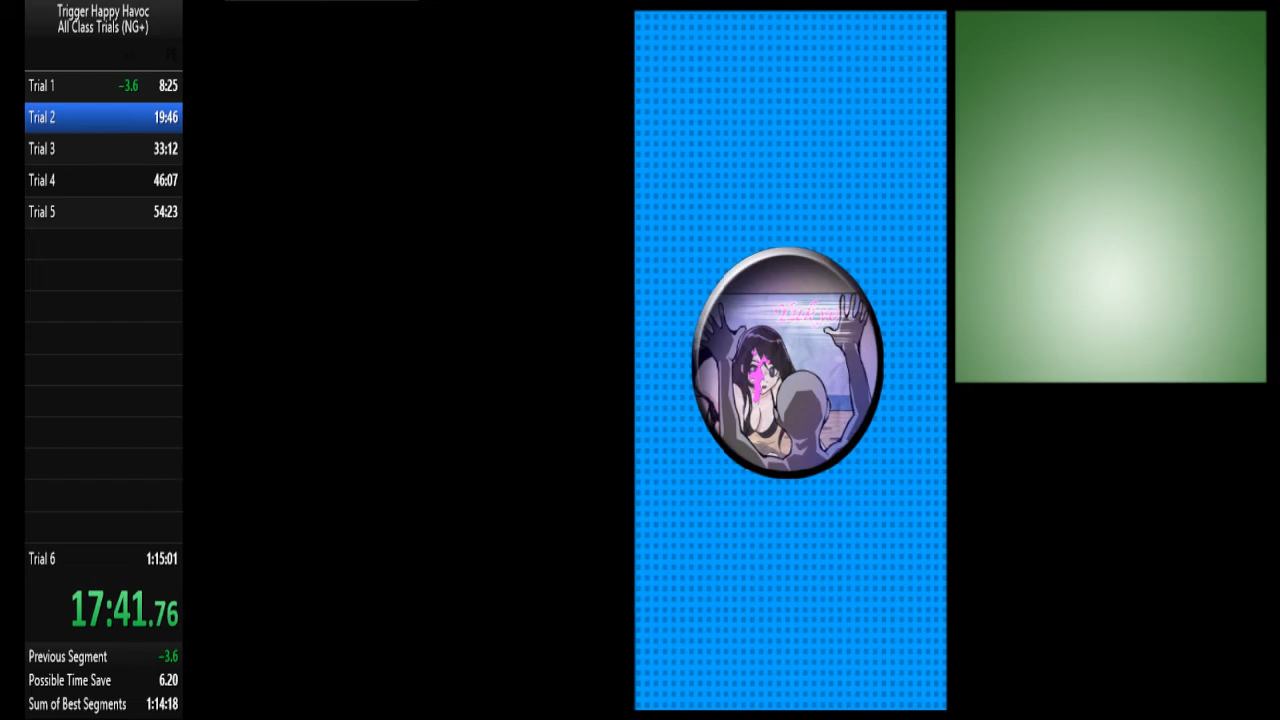 Trigger Happy Havoc
All Class Trials (NG+)
Trial 1 −3.6 8:25
Trial 2 19:46
Trial 3 33:12
Trial 4 46:07
Trial 5 54:23
Trial 6 1:15:01
17:41.76
Previous Segment −3.6
Possible Time Save 6.20
Sum of Best Segments 1:14:18